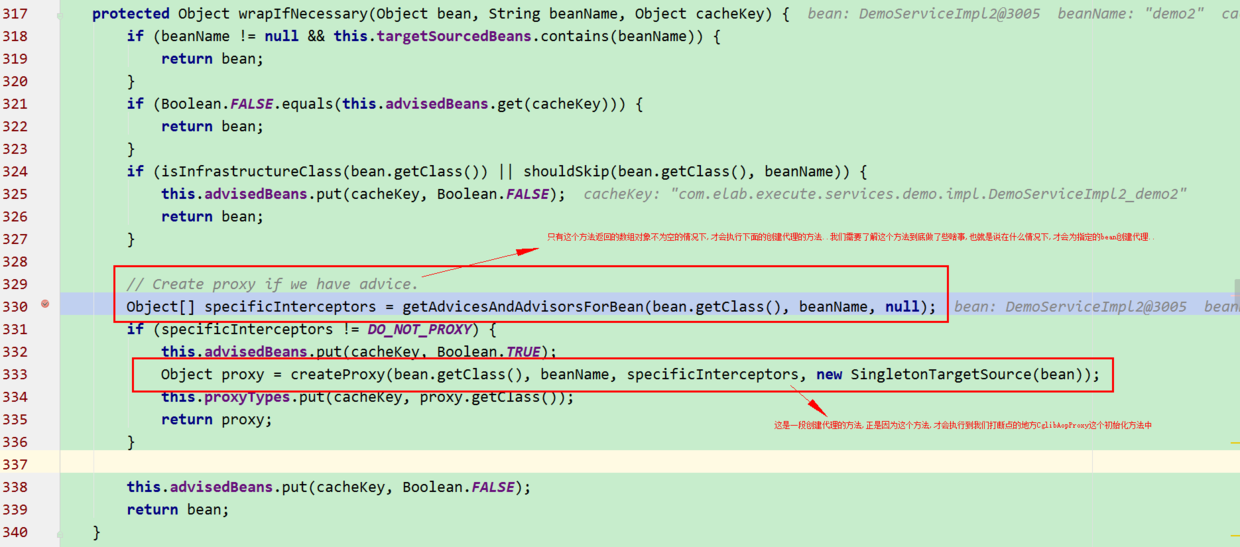 317 protected Object wrapIfNecessary(Object bean, String beanName, Object cacheKey) { bean: DemoServiceImpl2@3005 beanName: "demo2" ca
318 if (beanName != null && this.targetSourcedBeans.contains(beanName)) {
319 return bean;
320 }
321 if (Boolean.FALSE.equals(this.advisedBeans.get(cacheKey))) {
322 return bean;
323 }
324 if (isInfrastructureClass(bean.getClass()) || shouldSkip(bean.getClass(), beanName)) {
325 this.advisedBeans.put(cacheKey, Boolean.FALSE); cacheKey: "com.elab.execute.services.demo.impl.DemoServiceImpl2_demo2"
326 return bean;
327 }
只有这个方法返回的数组对象不为空的情况下,才会执行下面的创建代理的方法..我们需要了解这个方法到底做了些啥事,也就是说在什么情况下,才会为指定的bean创建代理..
328
329 // Create proxy if we have advice.
330 Object[] specificInterceptors = getAdvicesAndAdvisorsForBean(bean.getClass(), beanName, null); bean: DemoServiceImpl2@3005 bean
331 if (specificInterceptors != DO_NOT_PROXY) {
332 this.advisedBeans.put(cacheKey, Boolean.TRUE);
333 Object proxy = createProxy(bean.getClass(), beanName, specificInterceptors, new SingletonTargetSource(bean));
334 this.proxyTypes.put(cacheKey, proxy.getClass());
335 return proxy;
这是一段创建代理的方法,正是因为这个方法,才会执行到我们打断点的地方CglibAopProxy这个初始化方法中
336 }
337
338 this.advisedBeans.put(cacheKey, Boolean.FALSE);
339 return bean;
340 }